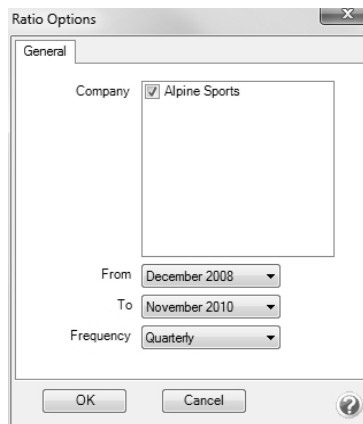 Ratio Options
General
Company Alpine Sports
From December 2008
To November 2010
Frequency Quarterly
OK Cancel